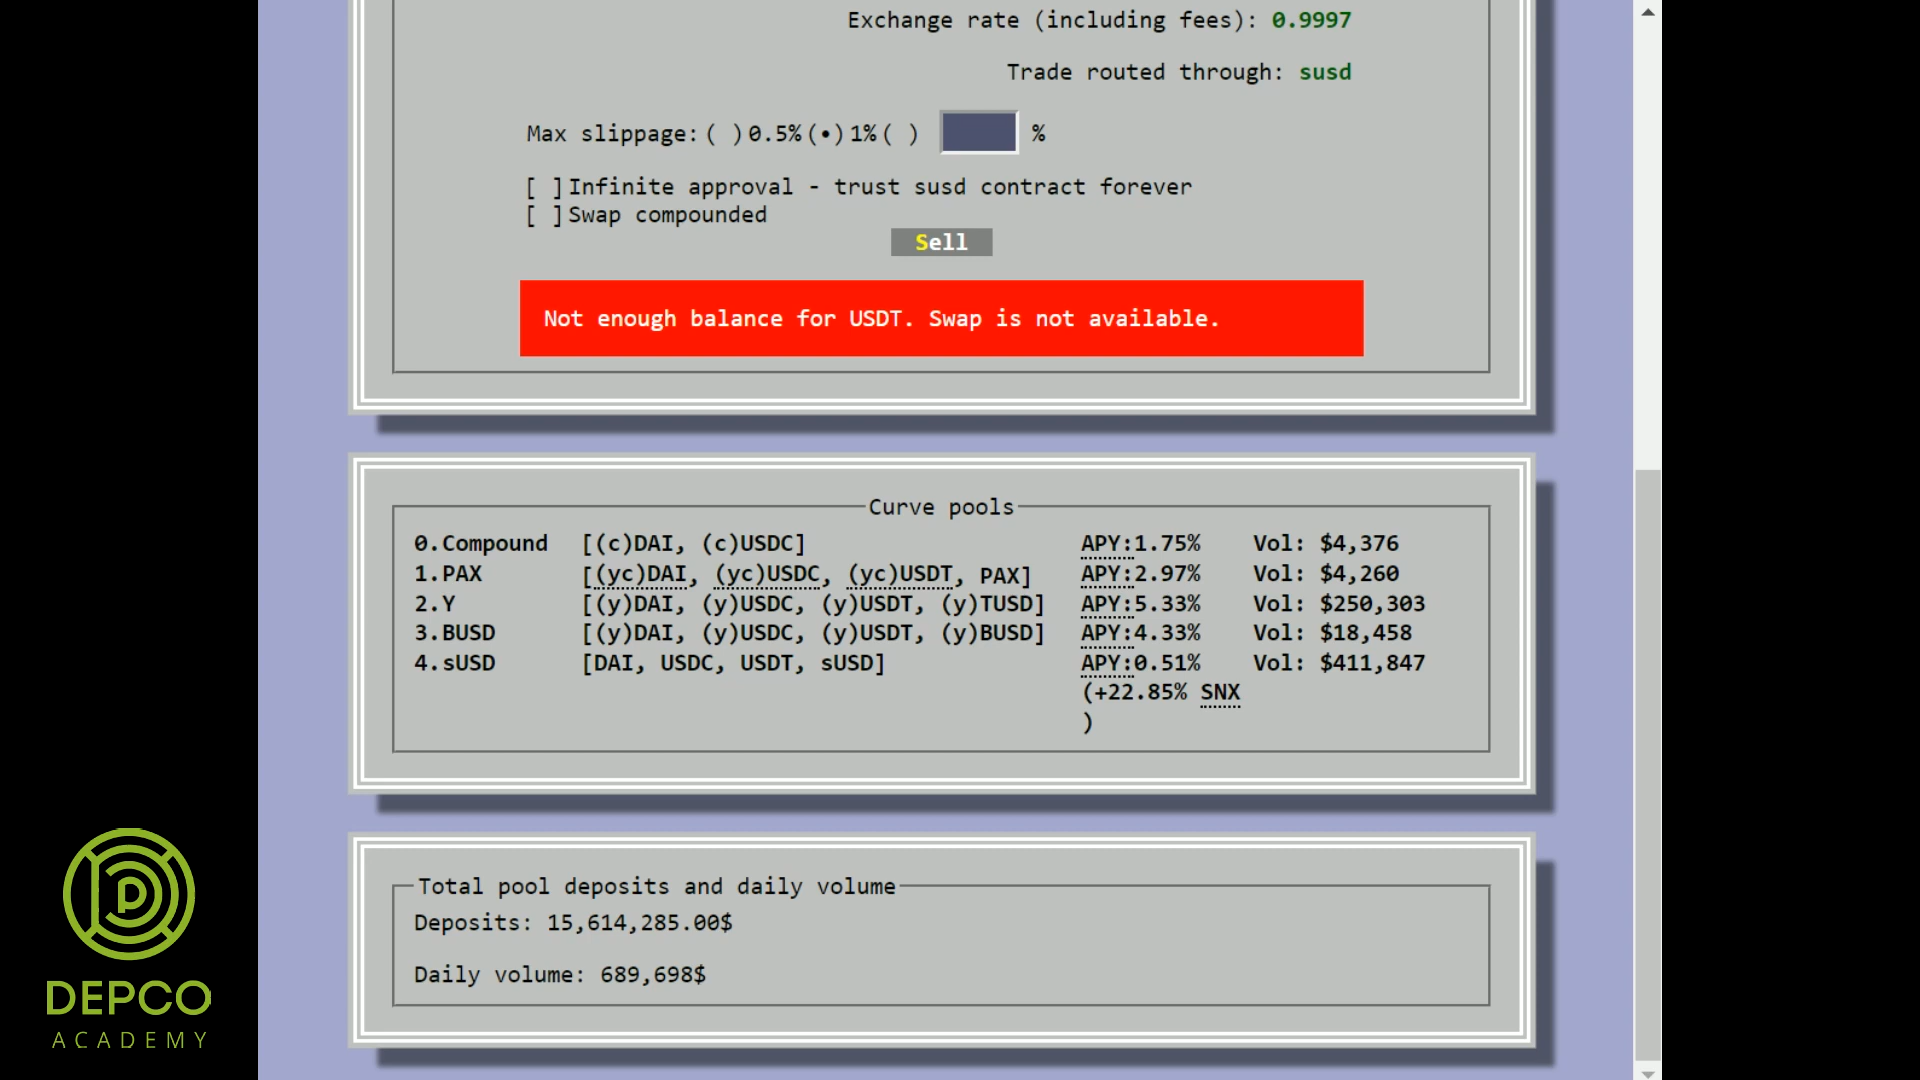 Exchange rate (including fees): 0.9997
Trade routed through: susd
Max slippage:( )0.5%(•)1%( ) %
[ ]Infinite approval - trust susd contract forever
[ ]Swap compounded
Sell
Not enough balance for USDT. Swap is not available.
Curve pools
0.Compound [(c)DAI, (c)USDC] APY:1.75% Vol: $4,376
1.PAX [(yc)DAI, (yc)USDC, (yc)USDT, PAX] APY:2.97% Vol: $4,260
2.Y [(y)DAI, (y)USDC, (y)USDT, (y)TUSD] APY:5.33% Vol: $250,303
3.BUSD [(y)DAI, (y)USDC, (y)USDT, (y)BUSD] APY:4.33% Vol: $18,458
4.sUSD [DAI, USDC, USDT, sUSD] APY:0.51% Vol: $411,847
(+22.85% SNX
)
Total pool deposits and daily volume
Deposits: 15,614,285.00$
Daily volume: 689,698$
DEPCO
ACADEMY